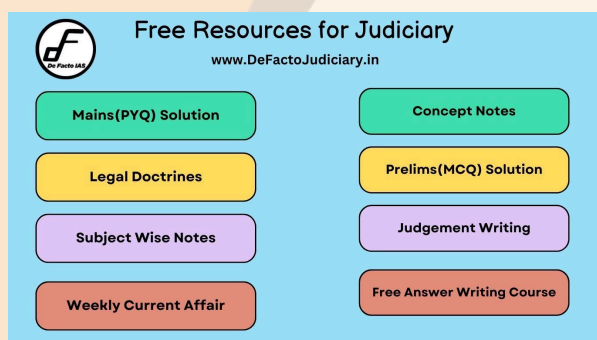 Free Resources for Judiciary
De Facto IAS
www.DeFactoJudiciary.in
Mains(PYQ) Solution
Concept Notes
Legal Doctrines
Prelims(MCQ) Solution
Subject Wise Notes
Judgement Writing
Weekly Current Affair
Free Answer Writing Course